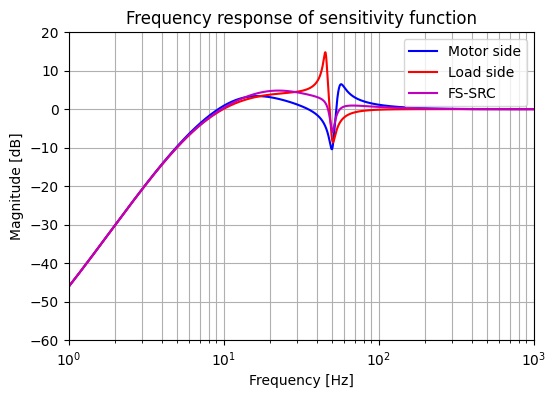 Frequency response of sensitivity function
Motor side
Load side
FS-SRC
Magnitude [dB]
20
10
0
−10
−20
−30
−40
−50
−60
10⁰
10¹
10²
10³
Frequency [Hz]